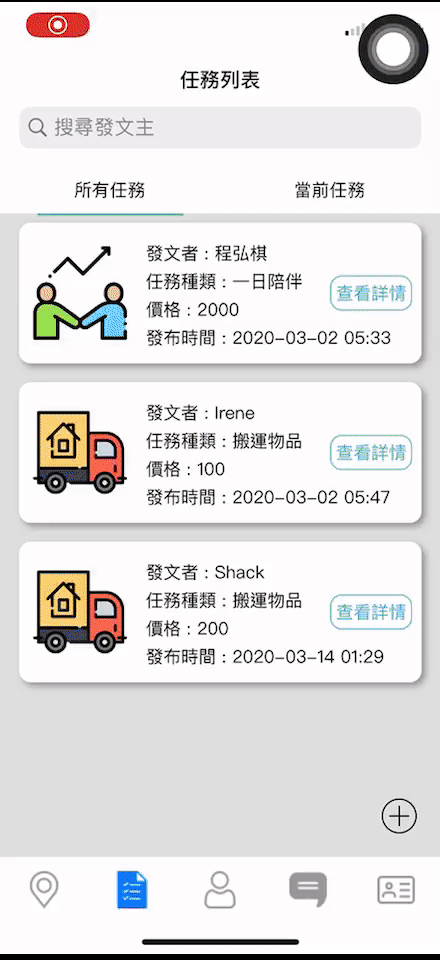 任務列表
搜尋發文主
所有任務
當前任務
發文者：程弘棋
任務種類：一日陪伴
價格：2000
發布時間：2020-03-02 05:33
查看詳情
發文者：Irene
任務種類：搬運物品
價格：100
發布時間：2020-03-02 05:47
查看詳情
發文者：Shack
任務種類：搬運物品
價格：200
發布時間：2020-03-14 01:29
查看詳情